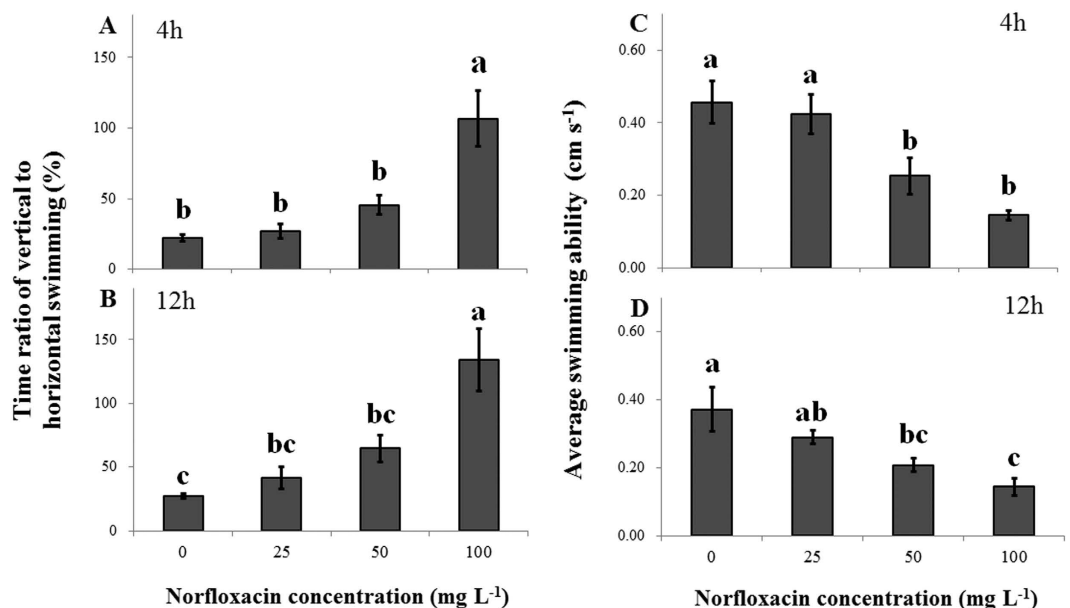 A 4h
Time ratio of vertical to
horizontal swimming (%)
150
100
50
0
b b b a
B 12h
150
100
50
0
c bc bc a
0 25 50 100
Norfloxacin concentration (mg L-1)
C 4h
Average swimming ability (cm s-1)
0.60
0.40
0.20
0.00
a a b b
D 12h
0.60
0.40
0.20
0.00
a ab bc c
0 25 50 100
Norfloxacin concentration (mg L-1)